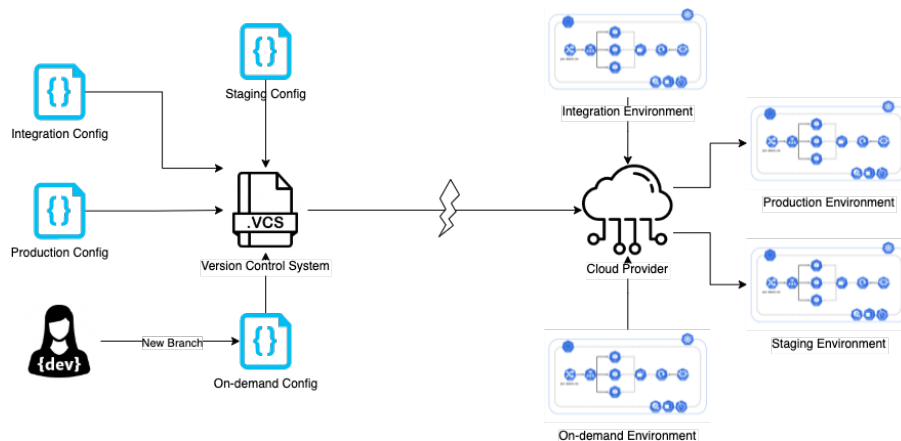 Staging Config
Integration Config
Integration Environment
.VCS
Production Config
Version Control System
Cloud Provider
Production Environment
{dev}
New Branch
On-demand Config
Staging Environment
On-demand Environment